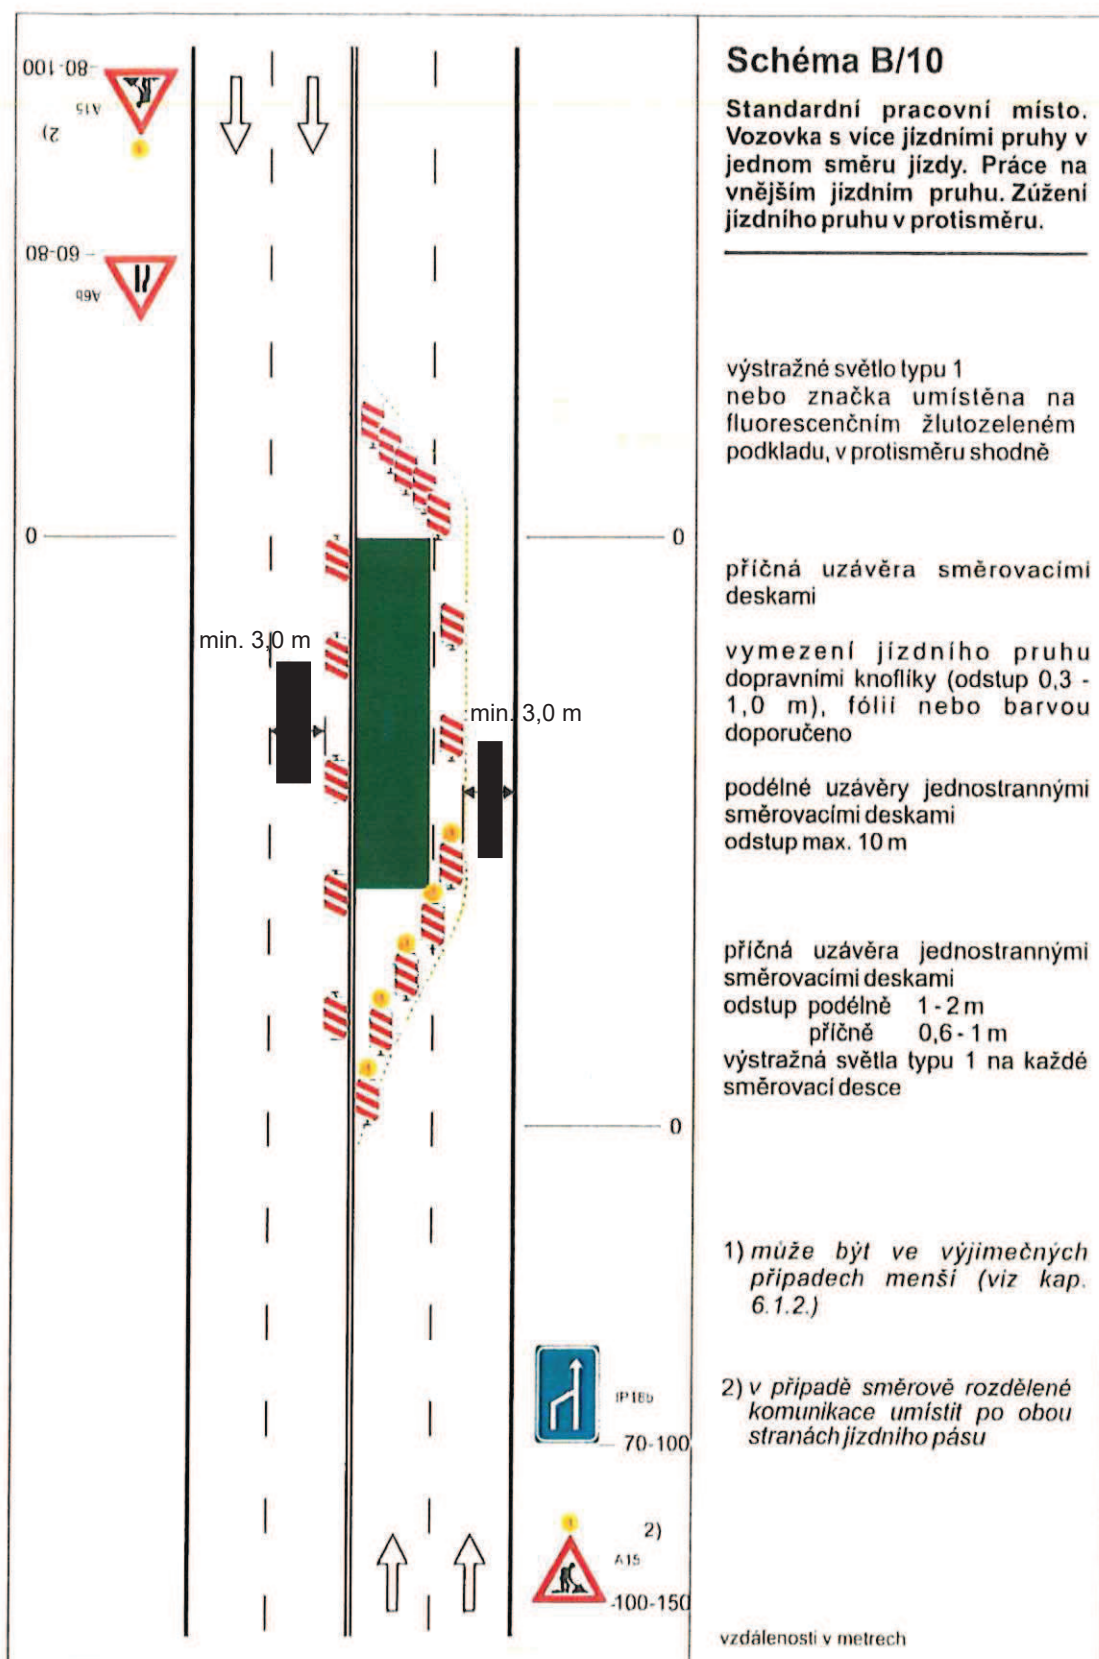 Schéma B/10
Standardní pracovní místo.
Vozovka s více jízdními pruhy v
jednom směru jízdy. Práce na
vnějším jízdním pruhu. Zúžení
jízdního pruhu v protisměru.
80-100
A15
2)
60-80
A6b
výstražné světlo typu 1
nebo značka umístěna na
fluorescenčním žlutozeleném
podkladu, v protisměru shodně
0
0
příčná uzávěra směrovacími
deskami
min. 3,0 m
vymezení jízdního pruhu
dopravními knoflíky (odstup 0,3 -
1,0 m), fólií nebo barvou
doporučeno
min. 3,0 m
podélné uzávěry jednostrannými
směrovacími deskami
odstup max. 10 m
příčná uzávěra jednostrannými
směrovacími deskami
odstup podélně 1 - 2 m
příčně 0,6 - 1 m
výstražná světla typu 1 na každé
směrovací desce
0
1) může být ve výjimečných
případech menší (viz kap.
6.1.2.)
IP18b
70-100
2) v případě směrově rozdělené
komunikace umístit po obou
stranách jízdního pásu
2)
A15
100-150
vzdálenosti v metrech